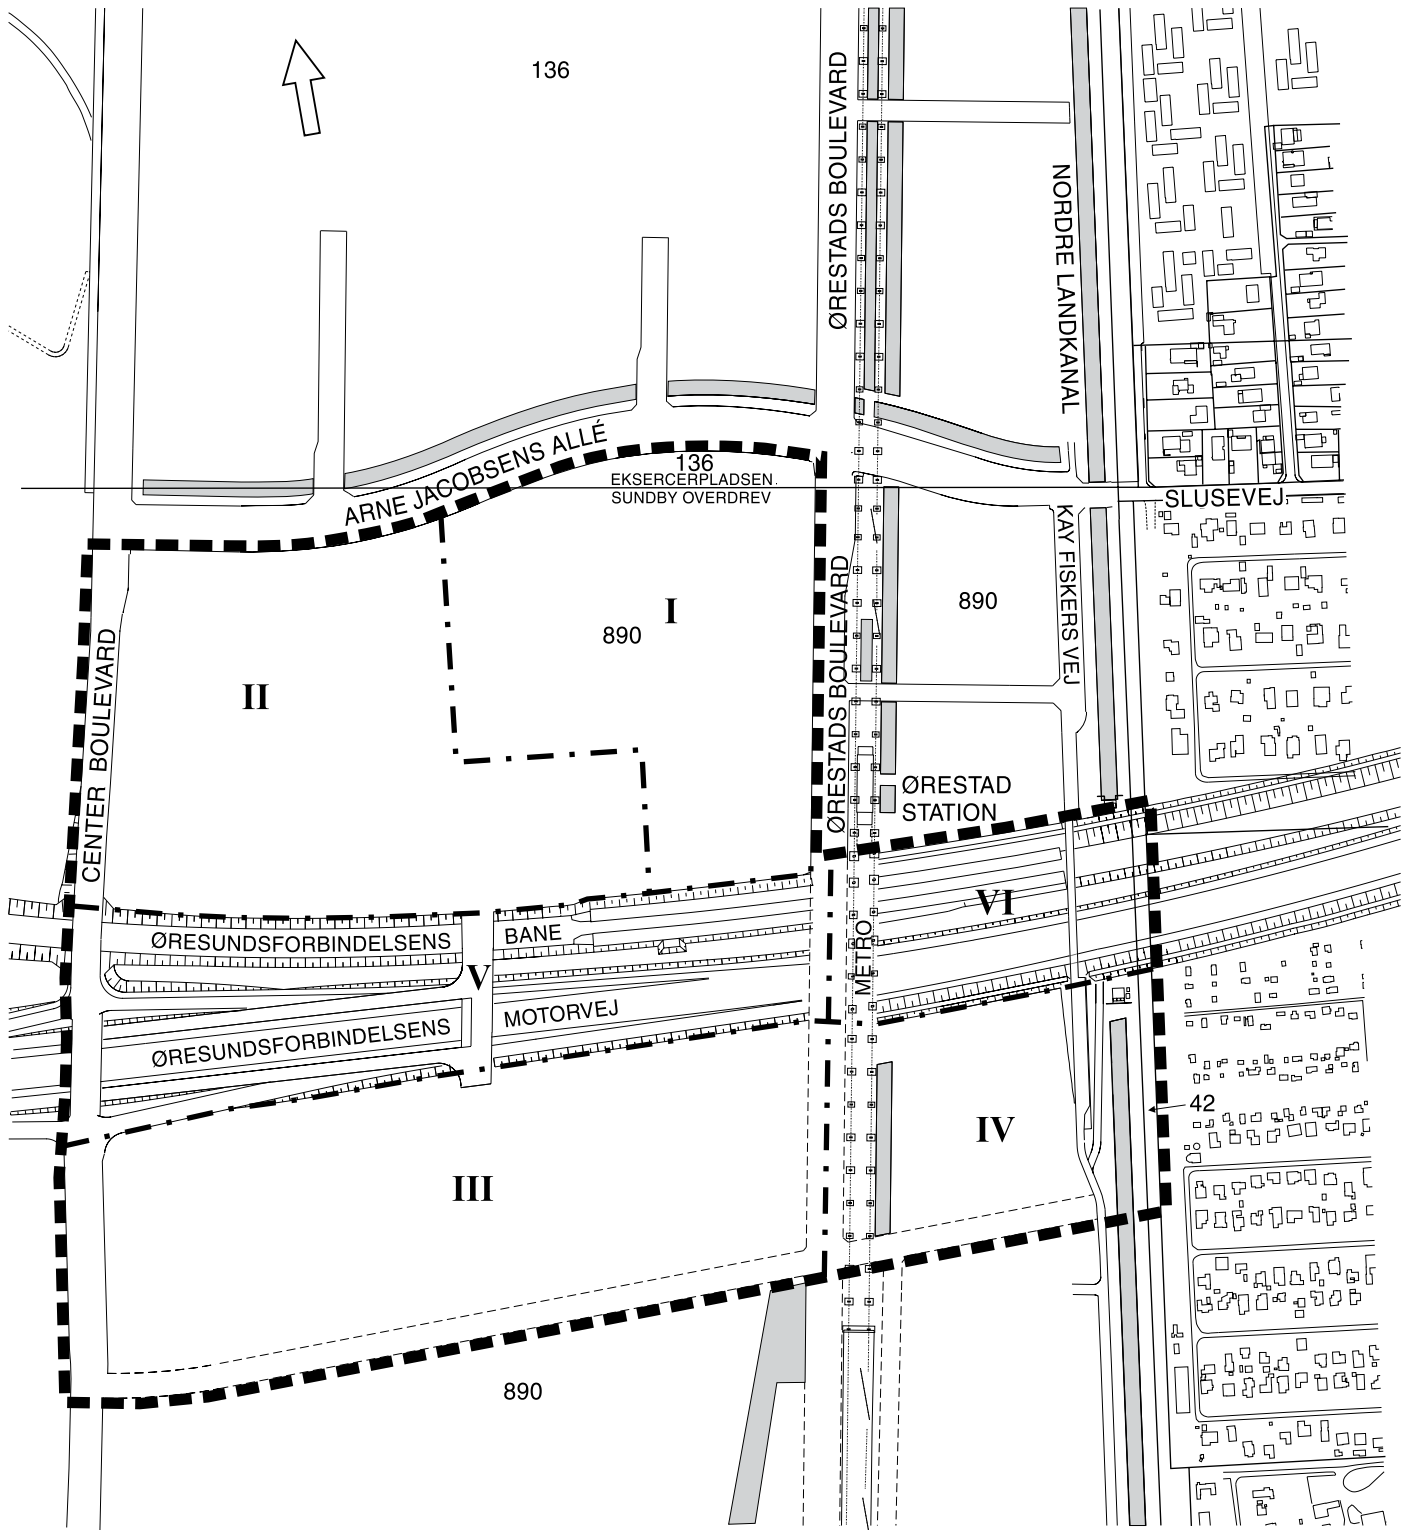 136
ØRESTADS BOULEVARD
NORDRE LANDKANAL
ARNE JACOBSENS ALLÉ
136
EKSERCERPLADSEN
SUNDBY OVERDREV
SLUSEVEJ
KAY FISKERS VEJ
890
I
890
II
CENTER BOULEVARD
ØRESTADS BOULEVARD
ØRESTAD
STATION
VI
ØRESUNDSFORBINDELSENS
BANE
METRO
V
ØRESUNDSFORBINDELSENS
MOTORVEJ
42
IV
III
890